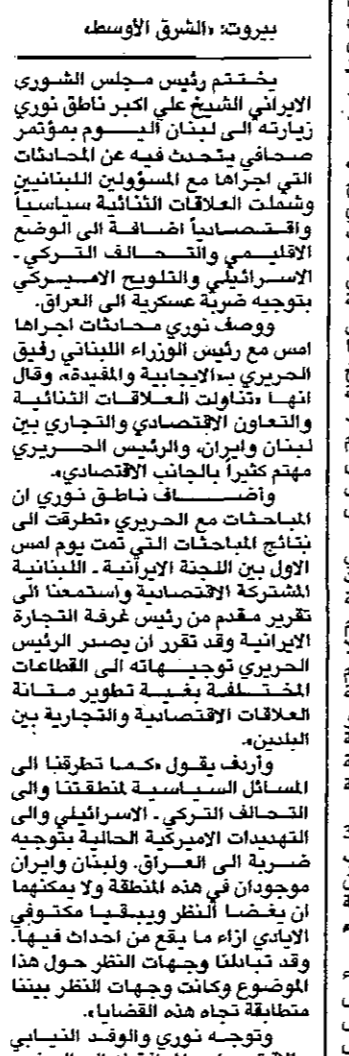 بيروت: «الشرق الأوسط»
يختتم رئيس مجلس الشورى
الايراني الشيخ علي اكبر ناطق نوري
زيارته الى لبنان اليوم بمؤتمر
صحافي يتحدث فيه عن المحادثات
التي اجراها مع المسؤولين اللبنانيين
وشملت العلاقات الثنائية سياسياً
واقتصادياً اضافة الى الوضع
الاقليمي والتحالف التركي ـ
الاسرائيلي والتلويح الاميركي
بتوجيه ضربة عسكرية الى العراق.
ووصف نوري محادثات اجراها
امس مع رئيس الوزراء اللبناني رفيق
الحريري بـ«الايجابية والمفيدة» وقال
انها «تناولت العلاقات الثنائية
والتعاون الاقتصادي والتجاري بين
لبنان وايران، والرئيس الحريري
مهتم كثيراً بالجانب الاقتصادي».
وأضاف ناطق نوري ان
المباحثات مع الحريري «تطرقت الى
نتائج المباحثات التي تمت يوم امس
الاول بين اللجنة الايرانية ـ اللبنانية
المشتركة الاقتصادية واستمعنا الى
تقرير مقدم من رئيس غرفة التجارة
الايرانية وقد تقرر ان يصدر الرئيس
الحريري توجيهاته الى القطاعات
المختلفة بغية تطوير متانة
العلاقات الاقتصادية والتجارية بين
البلدين».
وأردف يقول «كما تطرقنا الى
المسائل السياسية لمنطقتنا والى
التحالف التركي ـ الاسرائيلي والى
التهديدات الاميركية الحالية بتوجيه
ضربة الى العراق. ولبنان وايران
موجودان في هذه المنطقة ولا يمكنهما
ان يغضا النظر ويبقيا مكتوفي
الايادي ازاء ما يقع من احداث فيها.
وقد تبادلنا وجهات النظر حول هذا
الموضوع وكانت وجهات النظر بيننا
متطابقة تجاه هذه القضايا».
وتوجه نوري والوفد النيابي